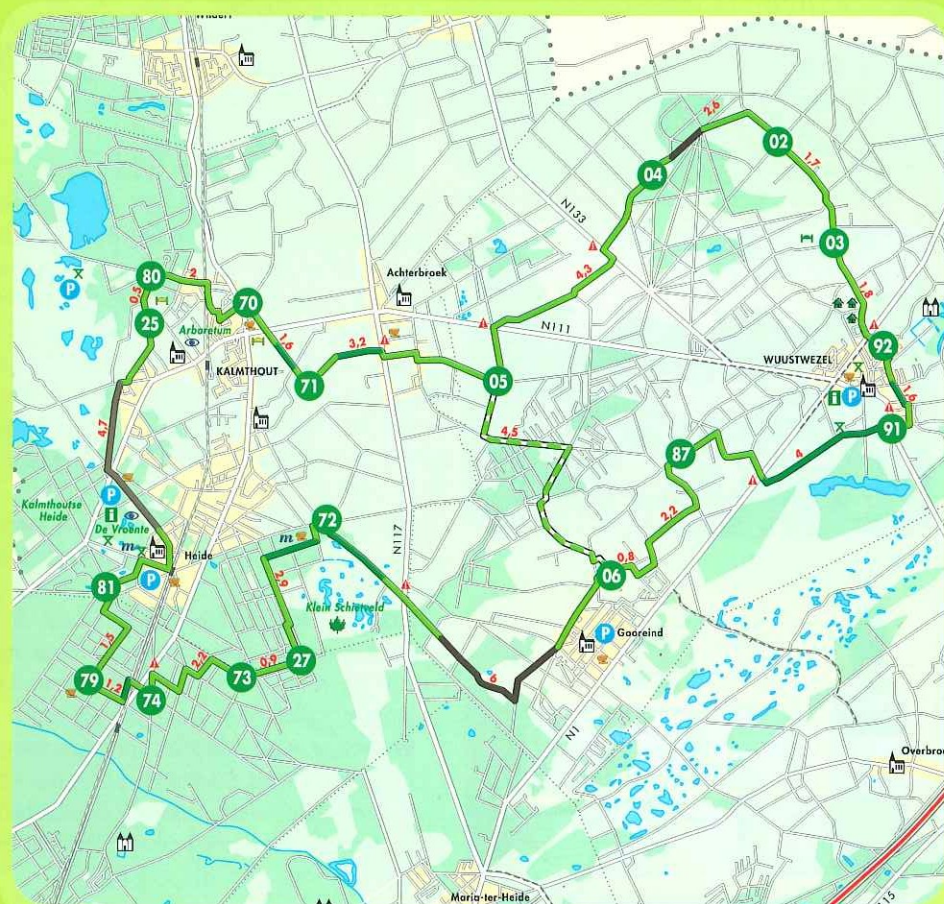 Wildert
2,6
02
1,7
04
N133
03
4,3
80
2
0,5
Achterbroek
1,8
P
25
70
Arboretum
1,6
3,2
N111
92
KALMTHOUT
WUUSTWEZEL
71
05
i
P
1,6
4,7
4,5
91
87
4
P
Kalmthoutse
Heide
i
De Vroente
m
72
m
N117
2,2
Heide
0,8
06
81
P
2,9
Klein Schietveld
P
Gooreind
1,5
2,2
0,9
27
79
1,2
74
73
6
N1
Overbro
Maria-ter-Heide
15